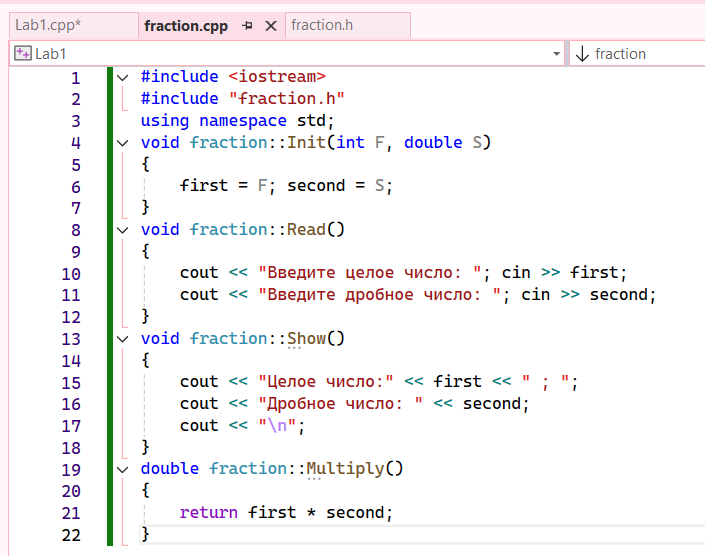 Lab1.cpp* fraction.cpp fraction.h
Lab1 fraction
1 #include <iostream>
2 #include "fraction.h"
3 using namespace std;
4 void fraction::Init(int F, double S)
5 {
6 first = F; second = S;
7 }
8 void fraction::Read()
9 {
10 cout << "Введите целое число: "; cin >> first;
11 cout << "Введите дробное число: "; cin >> second;
12 }
13 void fraction::Show()
14 {
15 cout << "Целое число:" << first << " ; ";
16 cout << "Дробное число: " << second;
17 cout << "\n";
18 }
19 double fraction::Multiply()
20 {
21 return first * second;
22 }